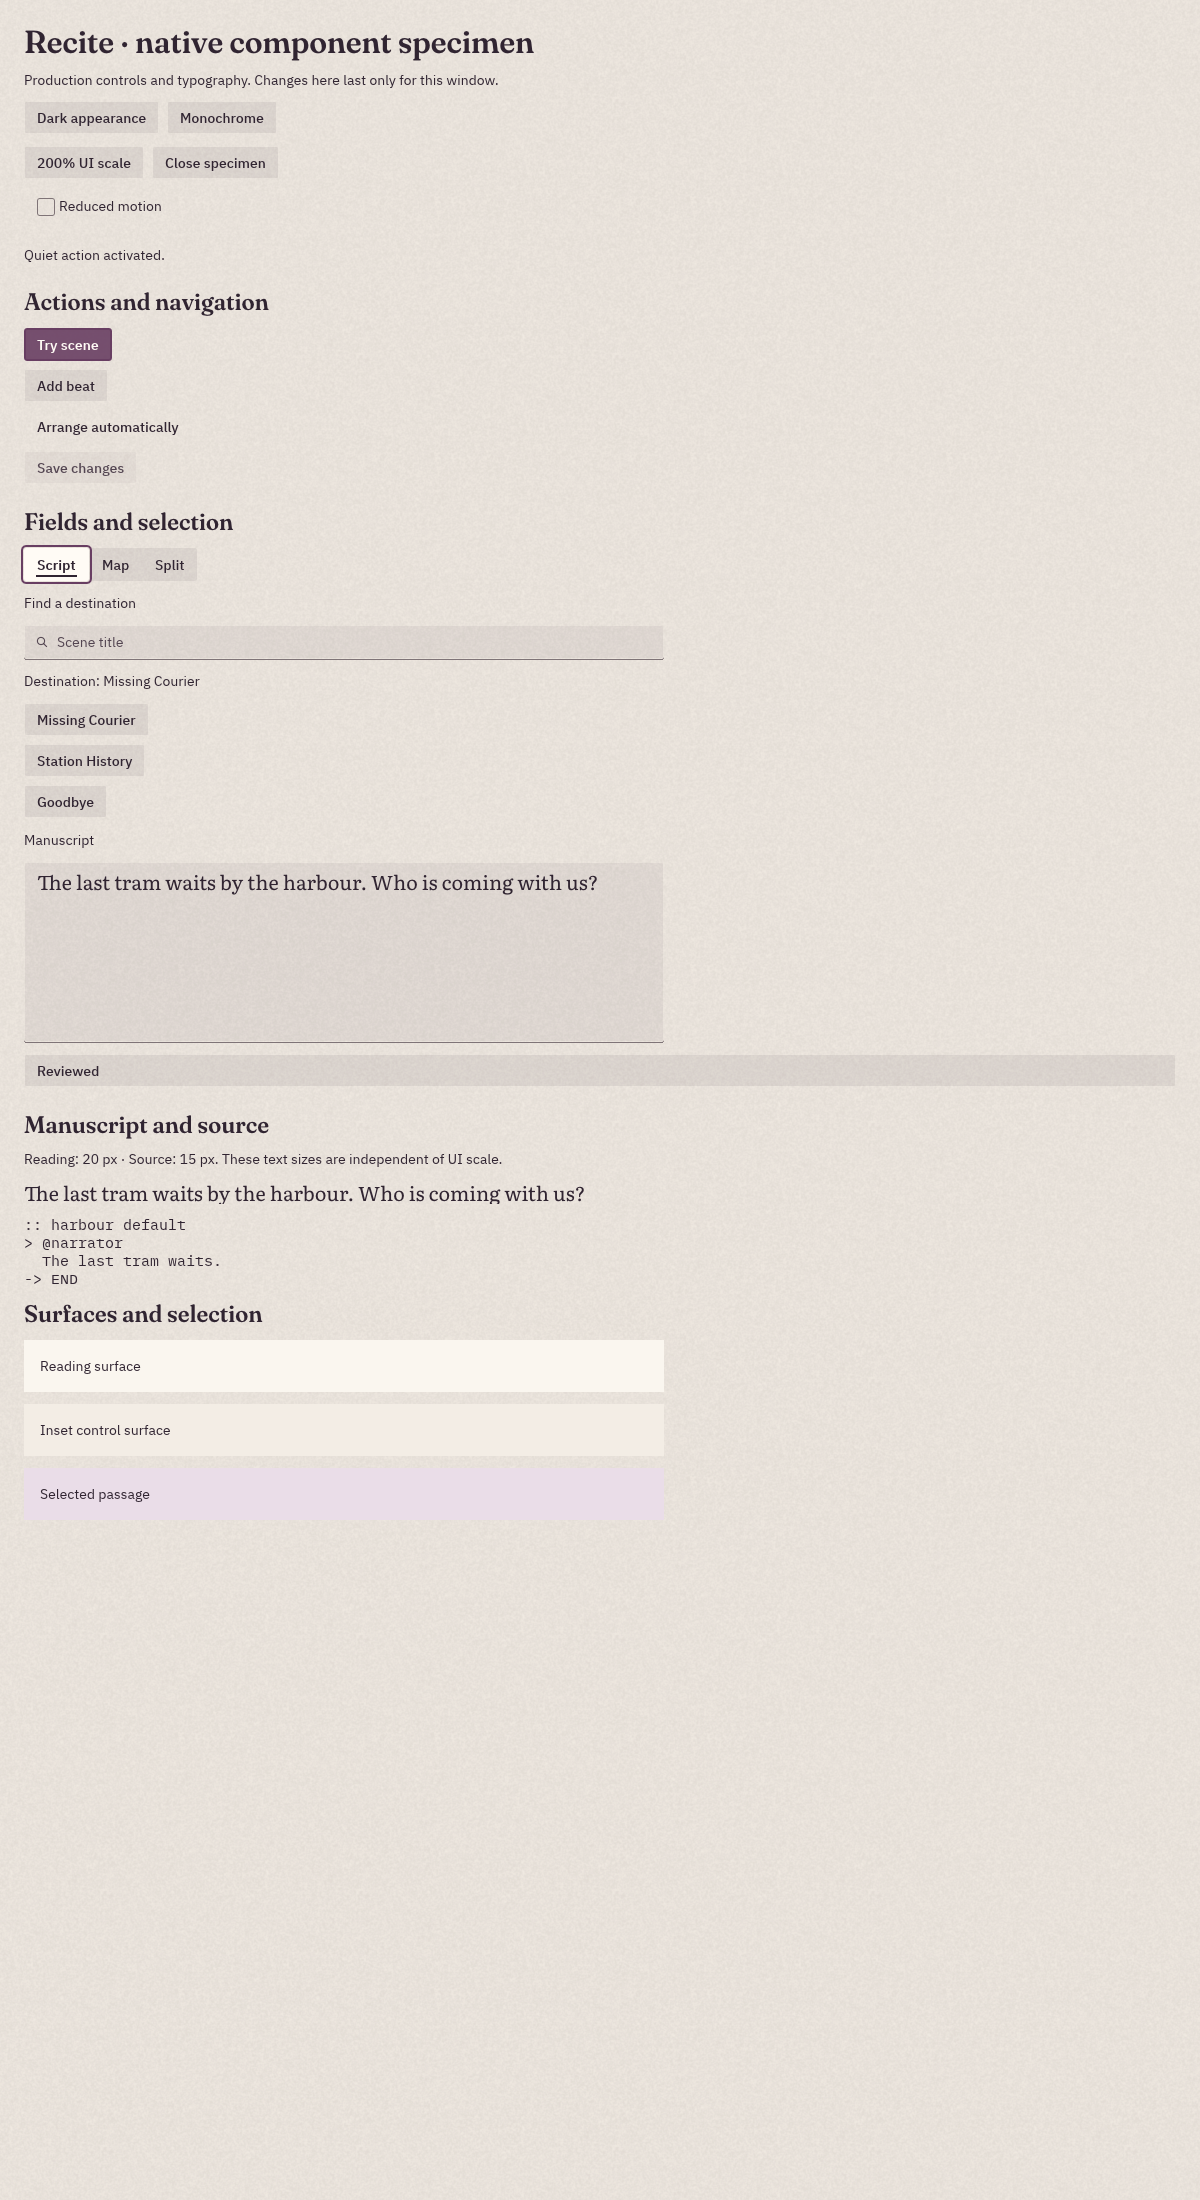 Recite · native component specimen
Production controls and typography. Changes here last only for this window.
Dark appearance Monochrome
200% UI scale Close specimen
Reduced motion
Quiet action activated.
Actions and navigation
Try scene
Add beat
Arrange automatically
Save changes
Fields and selection
Script Map Split
Find a destination
Scene title
Destination: Missing Courier
Missing Courier
Station History
Goodbye
Manuscript
The last tram waits by the harbour. Who is coming with us?
Reviewed
Manuscript and source
Reading: 20 px · Source: 15 px. These text sizes are independent of UI scale.
The last tram waits by the harbour. Who is coming with us?
:: harbour default
> @narrator
  The last tram waits.
-> END
Surfaces and selection
Reading surface
Inset control surface
Selected passage